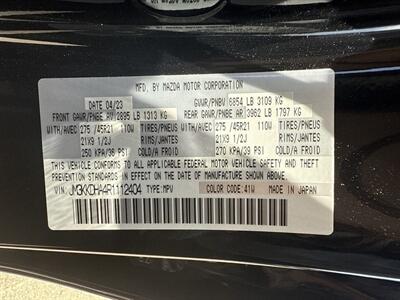 MFD. BY MAZDA MOTOR CORPORATION
DATE 04/23 GVWR/PNBV 6854 LB 3109 KG
FRONT GAWR/PNBE AV 2895 LB 1313 KG REAR GAWR/PNBE AR 3962 LB 1797 KG
WITH/AVEC 275 /45R21 110W TIRES/PNEUS WITH/AVEC 275 /45R21 110W TIRES/PNEUS
21X9 1/2J RIMS/JANTE 21X9 1/2J RIMS/JANTE
250 KPA/36 PSI COLD/A FROID 270 KPA/39 PSI COLD/A FROID
THIS VEHICLE CONFORMS TO ALL APPLICABLE FEDERAL MOTOR VEHICLE SAFETY, BUMPER, AND THEFT
PREVENTION STANDARDS IN EFFECT ON THE DATE OF MANUFACTURE SHOWN ABOVE.
VIN: JM3KKDHA4R1112404 TYPE:MPV COLOR CODE:41W MADE IN JAPAN